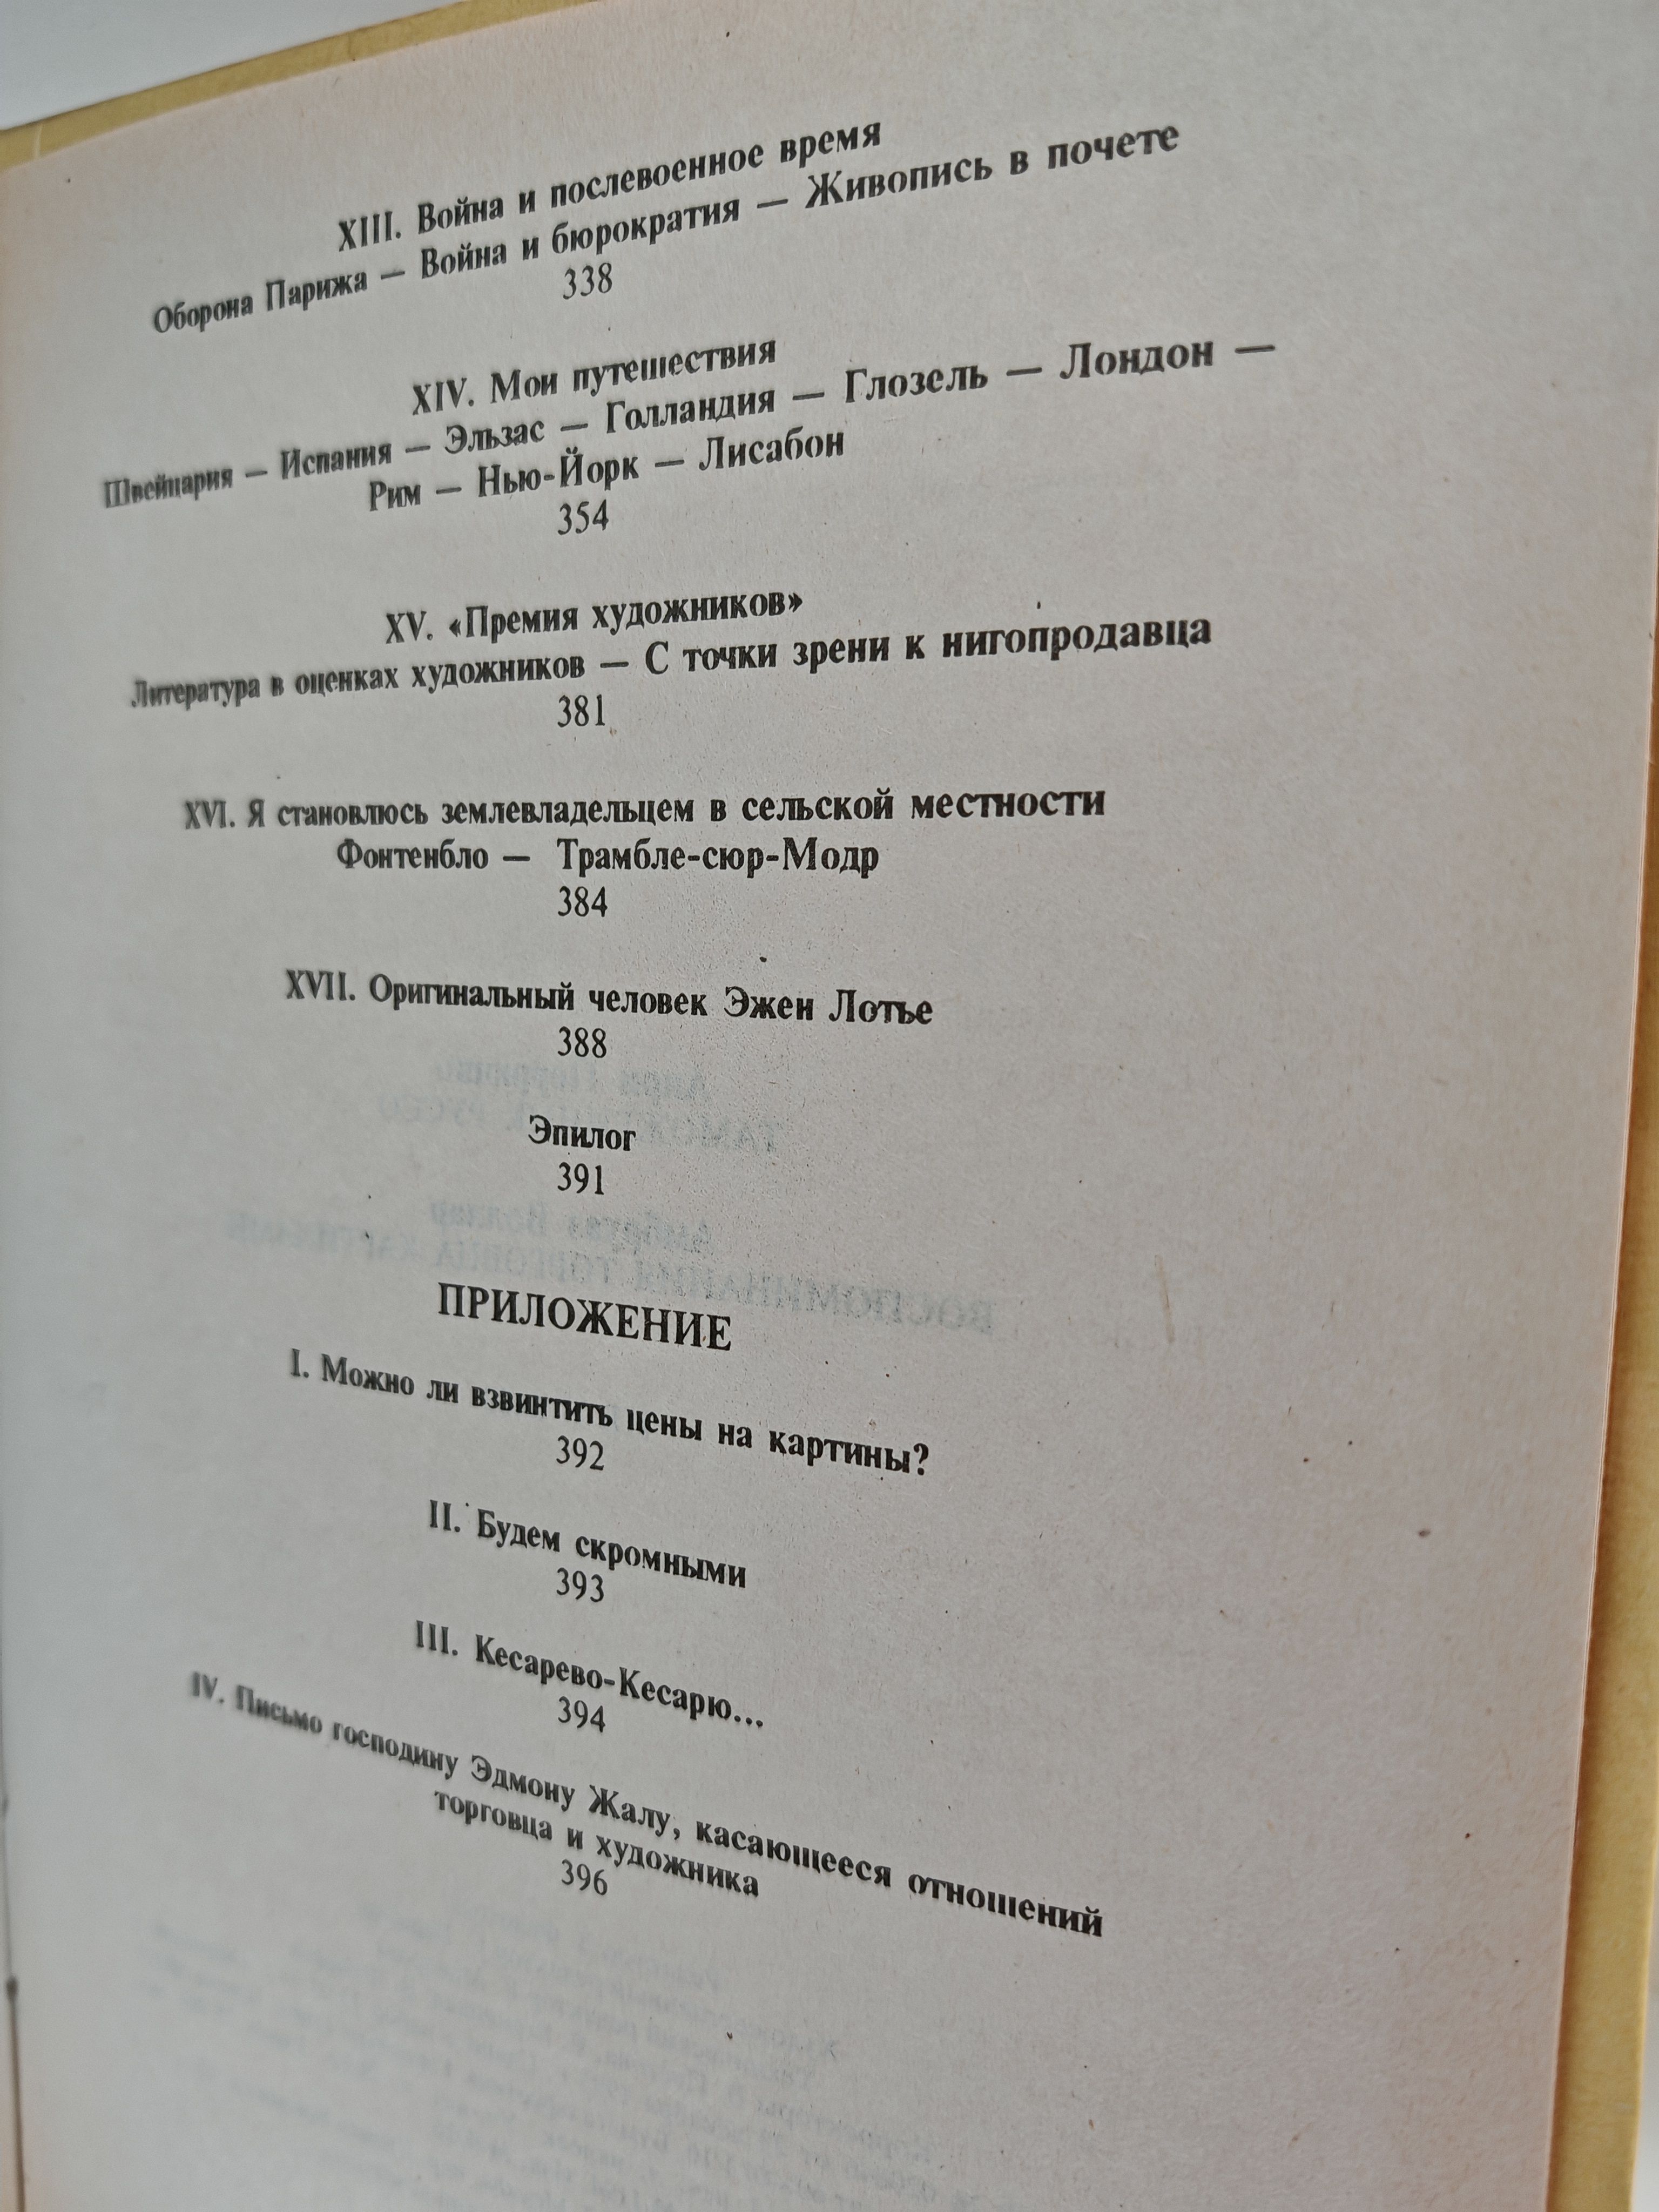 XIII. Война и послевоенное время
Оборона Парижа — Война и бюрократия — Живопись в почете
338
XIV. Мои путешествия
Швейцария — Испания — Эльзас — Голландия — Глозель — Лондон —
Рим — Нью-Йорк — Лисабон
354
XV. «Премия художников»
Литература в оценках художников — С точки зрени к нигопродавца
381
XVI. Я становлюсь землевладельцем в сельской местности
Фонтенбло — Трамбле-сюр-Модр
384
XVII. Оригинальный человек Эжен Лотье
388
Эпилог
391
ПРИЛОЖЕНИЕ
I. Можно ли взвинтить цены на картины?
392
II. Будем скромными
393
III. Кесарево-Кесарю...
394
IV. Письмо господину Эдмону Жалу, касающееся отношений
торговца и художника
396